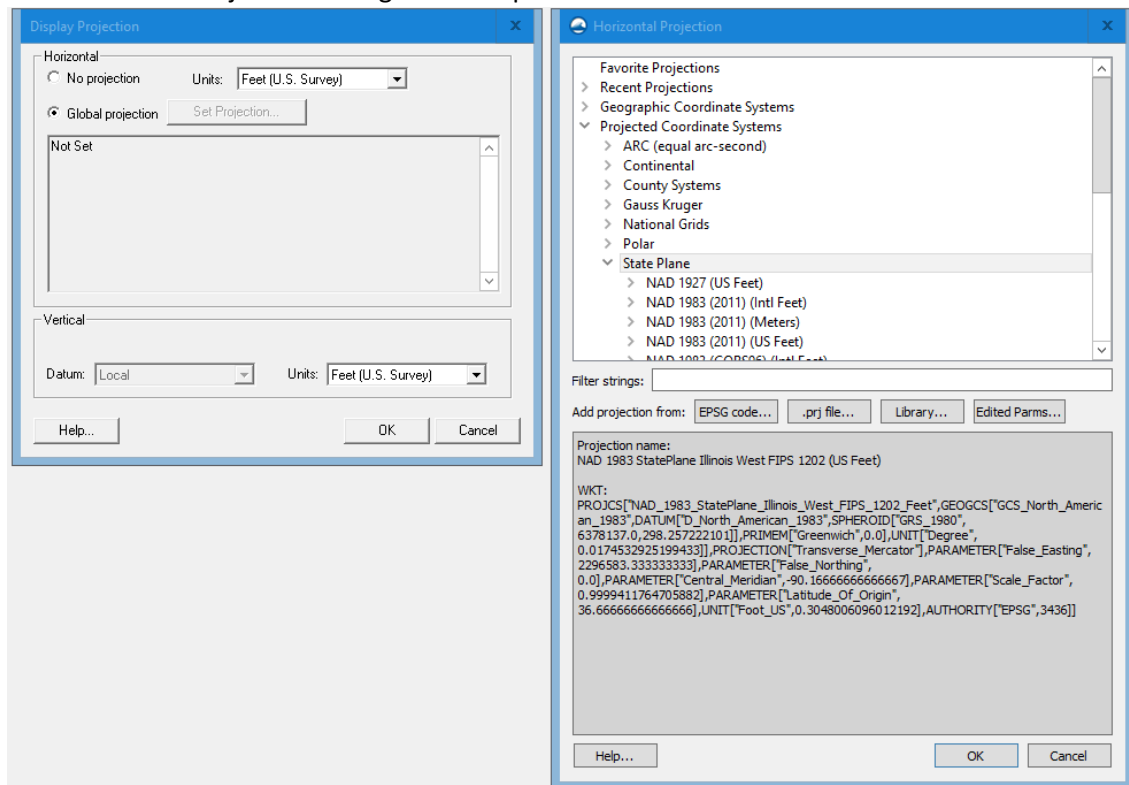 Display Projection
x
Horizontal
No projection
Units:
Feet (U.S. Survey)
Global projection
Set Projection...
Not Set
Vertical
Datum:
Local
Units:
Feet (U.S. Survey)
Help...
OK
Cancel
Horizontal Projection
x
Favorite Projections
Recent Projections
Geographic Coordinate Systems
Projected Coordinate Systems
ARC (equal arc-second)
Continental
County Systems
Gauss Kruger
National Grids
Polar
State Plane
NAD 1927 (US Feet)
NAD 1983 (2011) (Intl Feet)
NAD 1983 (2011) (Meters)
NAD 1983 (2011) (US Feet)
NAD 1983 (CORS96) (Intl Feet)
Filter strings:
Add projection from:
EPSG code...
.prj file...
Library...
Edited Parms...
Projection name:
NAD 1983 StatePlane Illinois West FIPS 1202 (US Feet)
WKT:
PROJCS["NAD_1983_StatePlane_Illinois_West_FIPS_1202_Feet",GEOGCS["GCS_North_Americ
an_1983",DATUM["D_North_American_1983",SPHEROID["GRS_1980",
6378137.0,298.257222101]],PRIMEM["Greenwich",0.0],UNIT["Degree",
0.0174532925199433]],PROJECTION["Transverse_Mercator"],PARAMETER["False_Easting",
2296583.333333333],PARAMETER["False_Northing",
0.0],PARAMETER["Central_Meridian",-90.16666666666667],PARAMETER["Scale_Factor",
0.9999411764705882],PARAMETER["Latitude_Of_Origin",
36.66666666666666],UNIT["Foot_US",0.3048006096012192],AUTHORITY["EPSG",3436]]
Help...
OK
Cancel